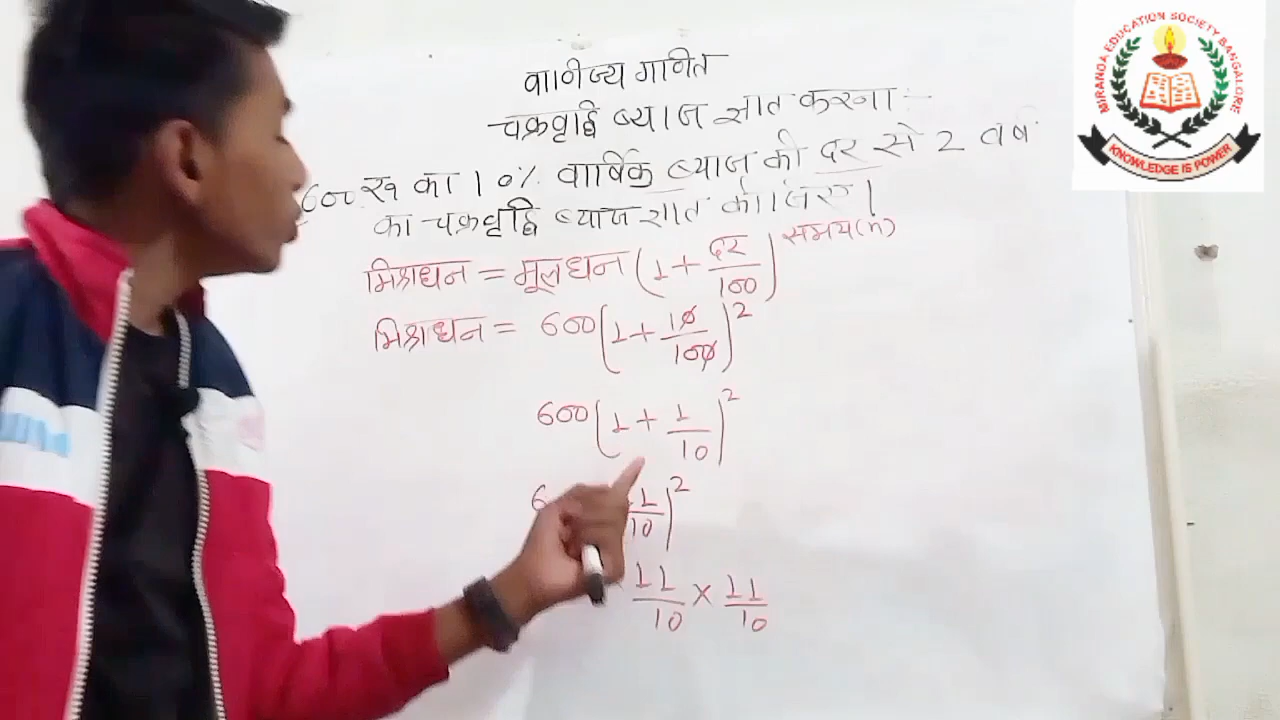 वाणिज्य गणित
चक्रवृद्धि ब्याज ज्ञात करना :-
600 रु का 10% वार्षिक ब्याज की दर से 2 वर्ष
का चक्रवृद्धि ब्याज ज्ञात कीजिए।
मिश्रधन = मूलधन (1 + दर/100)^समय(n)
मिश्रधन = 600 (1 + 10/100)^2
600 (1 + 1/10)^2
6 11/10)^2
11/10 × 11/10
MIRANDA EDUCATION SOCIETY BANGALORE
KNOWLEDGE IS POWER